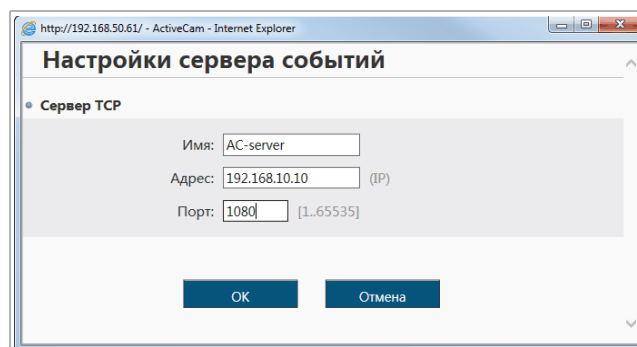 http://192.168.50.61/ - ActiveCam - Internet Explorer
Настройки сервера событий
Сервер TCP
Имя: AC-server
Адрес: 192.168.10.10 (IP)
Порт: 1080 [1..65535]
OK Отмена